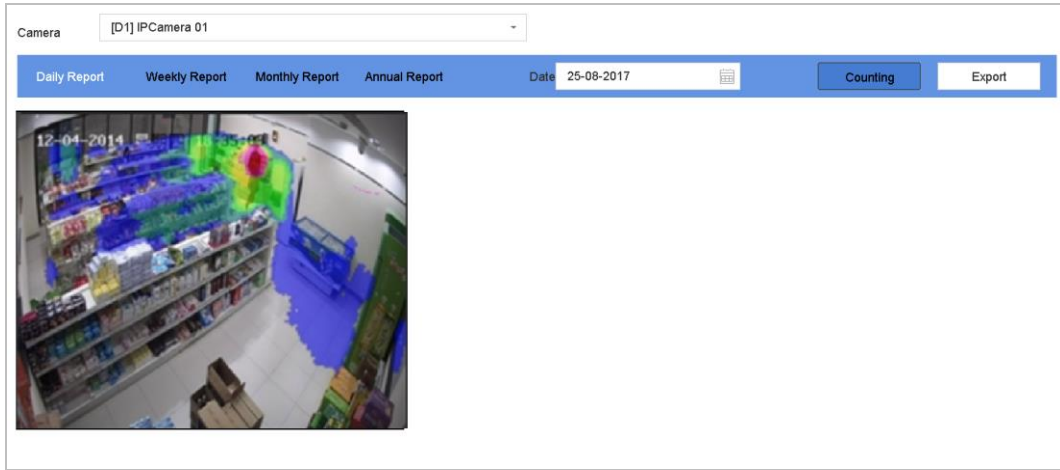 Camera [D1] IPCamera 01
Daily Report Weekly Report Monthly Report Annual Report Date 25-08-2017 Counting Export
12-04-2014